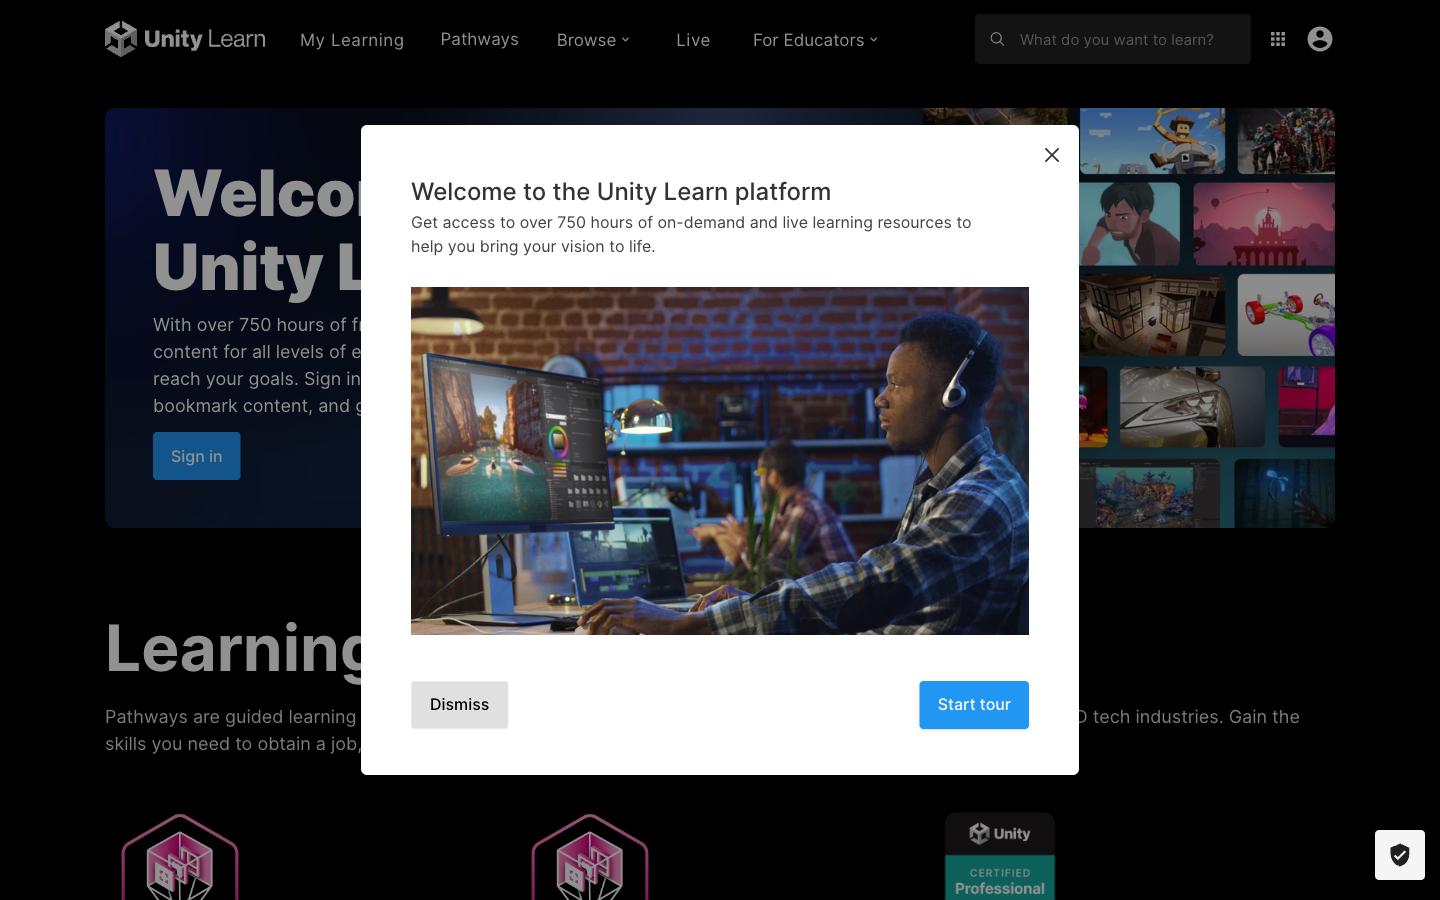 Unity Learn
My Learning
Pathways
Browse
Live
For Educators
What do you want to learn?
Welcome to the Unity Learn platform
Get access to over 750 hours of on-demand and live learning resources to
help you bring your vision to life.
Dismiss
Start tour
Welco
Unity L
With over 750 hours of f
content for all levels of e
reach your goals. Sign in
bookmark content, and g
Sign in
Learning
Pathways are guided learning
D tech industries. Gain the
skills you need to obtain a job,
Unity
CERTIFIED
Professional